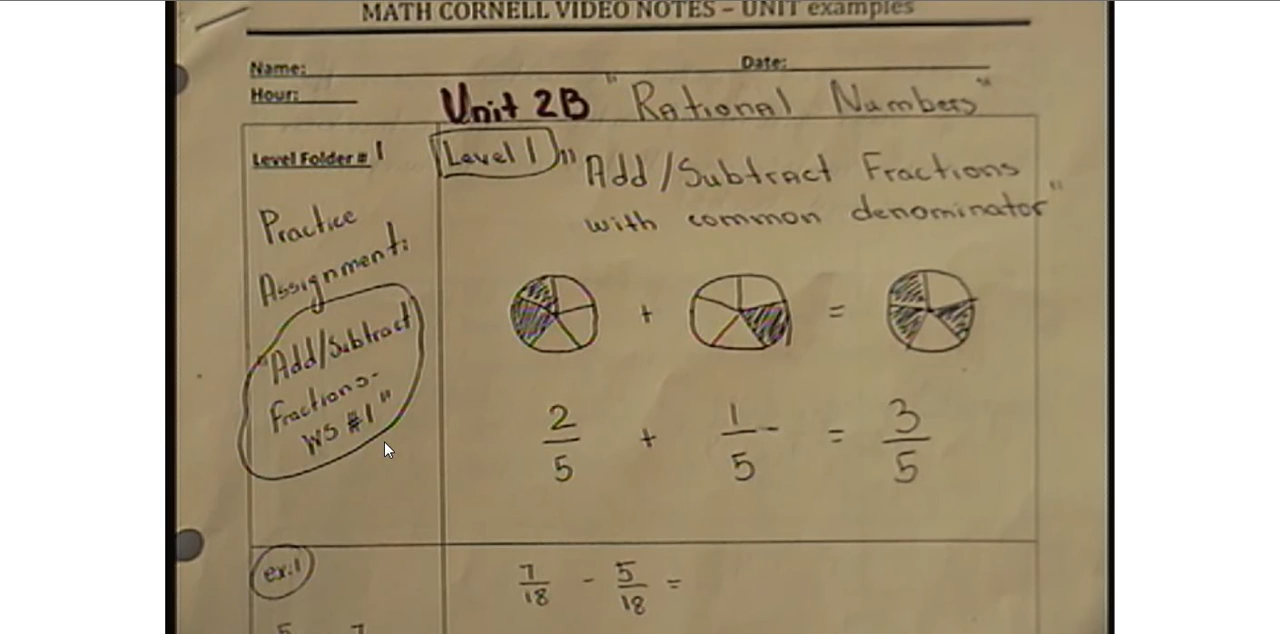 MATH CORNELL VIDEO NOTES – UNIT examples
Name:
Date:
Hour:
Unit 2B "Rational Numbers"
Level Folder # 1
Level 1
"Add/Subtract Fractions
with common denominator"
Practice
Assignment:
"Add/Subtract
Fractions-
WS #1"
+ =
2/5 + 1/5 = 3/5
ex.1
7/18 - 5/18 =
5 7